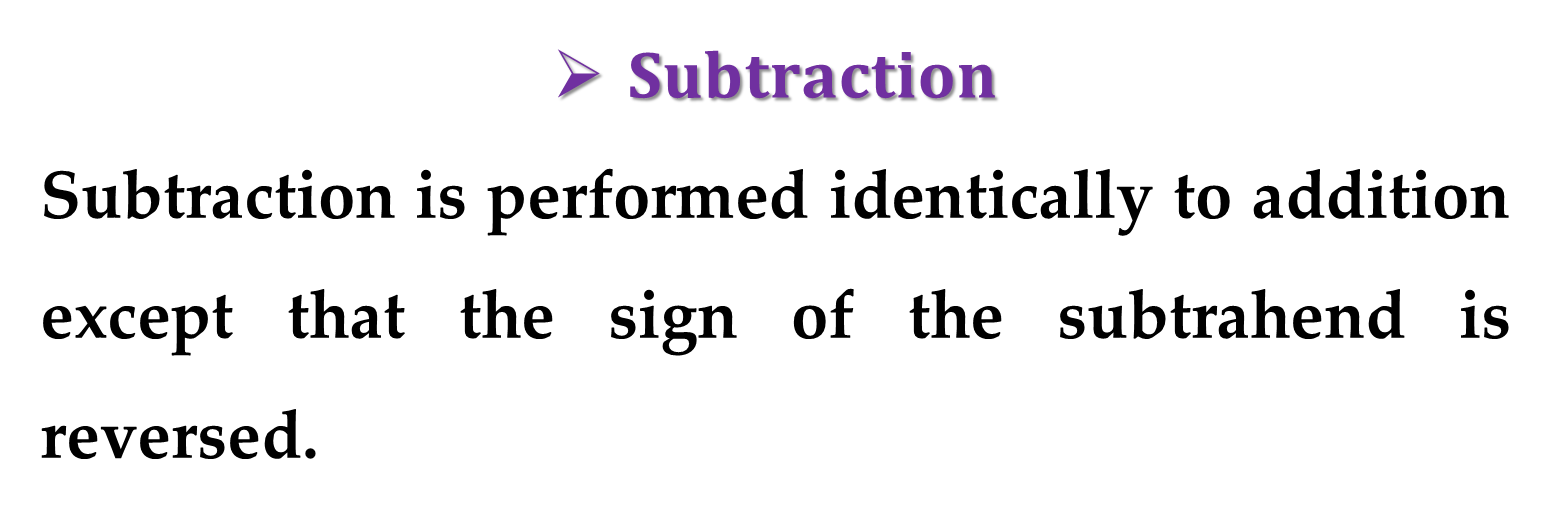 ➢ Subtraction
Subtraction is performed identically to addition
except that the sign of the subtrahend is
reversed.